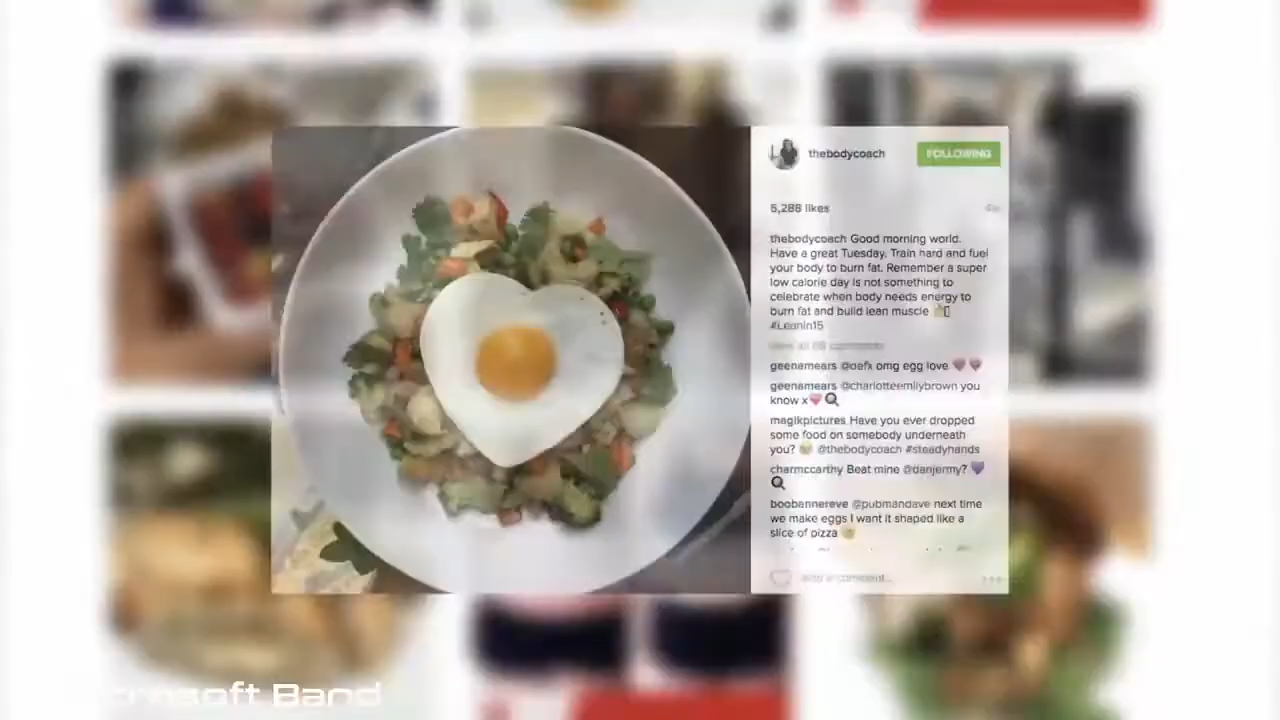 thebodycoach
FOLLOWING
5,288 likes
thebodycoach Good morning world.
Have a great Tuesday. Train hard and fuel
your body to burn fat. Remember a super
low calorie day is not something to
celebrate when body needs energy to
burn fat and build lean muscle
#Leanin15
geenamears @oefx omg egg love
geenamears @charlotteemilybrown you
know x
magikpictures Have you ever dropped
some food on somebody underneath
you? @thebodycoach #steadyhands
charmccarthy Beat mine @danjermy?
boobannereve @pubmandave next time
we make eggs I want it shaped like a
slice of pizza
add a comment...
Band